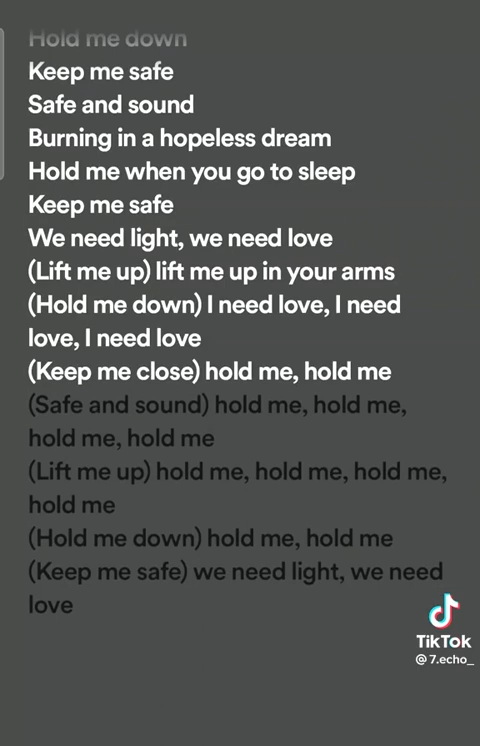 Hold me down
Keep me safe
Safe and sound
Burning in a hopeless dream
Hold me when you go to sleep
Keep me safe
We need light, we need love
(Lift me up) lift me up in your arms
(Hold me down) I need love, I need
love, I need love
(Keep me close) hold me, hold me
(Safe and sound) hold me, hold me,
hold me, hold me
(Lift me up) hold me, hold me, hold me,
hold me
(Hold me down) hold me, hold me
(Keep me safe) we need light, we need
love
TikTok
@ 7.echo_